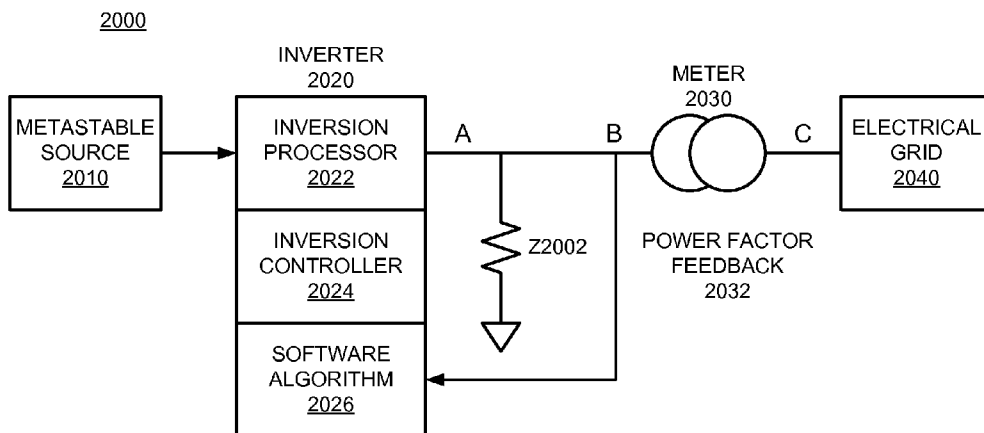 2000
INVERTER
2020
METER
2030
METASTABLE
SOURCE
2010
INVERSION
PROCESSOR
2022
A
B
C
ELECTRICAL
GRID
2040
INVERSION
CONTROLLER
2024
Z2002
POWER FACTOR
FEEDBACK
2032
SOFTWARE
ALGORITHM
2026